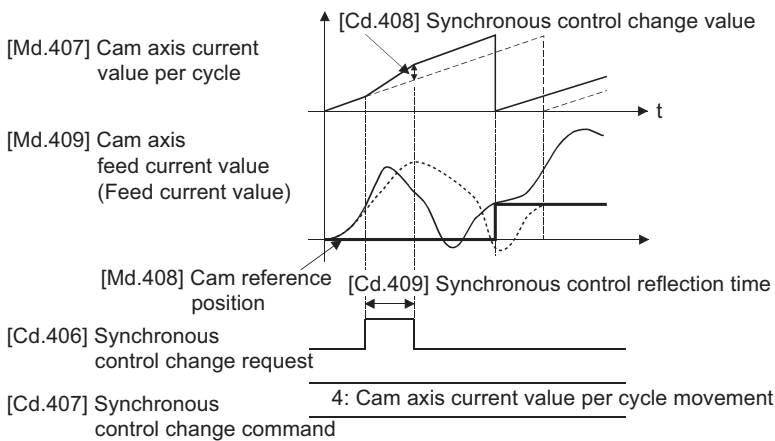 [Cd.408] Synchronous control change value
[Md.407] Cam axis current
value per cycle
t
[Md.409] Cam axis
feed current value
(Feed current value)
[Md.408] Cam reference
position
[Cd.409] Synchronous control reflection time
[Cd.406] Synchronous
control change request
[Cd.407] Synchronous
control change command
4: Cam axis current value per cycle movement